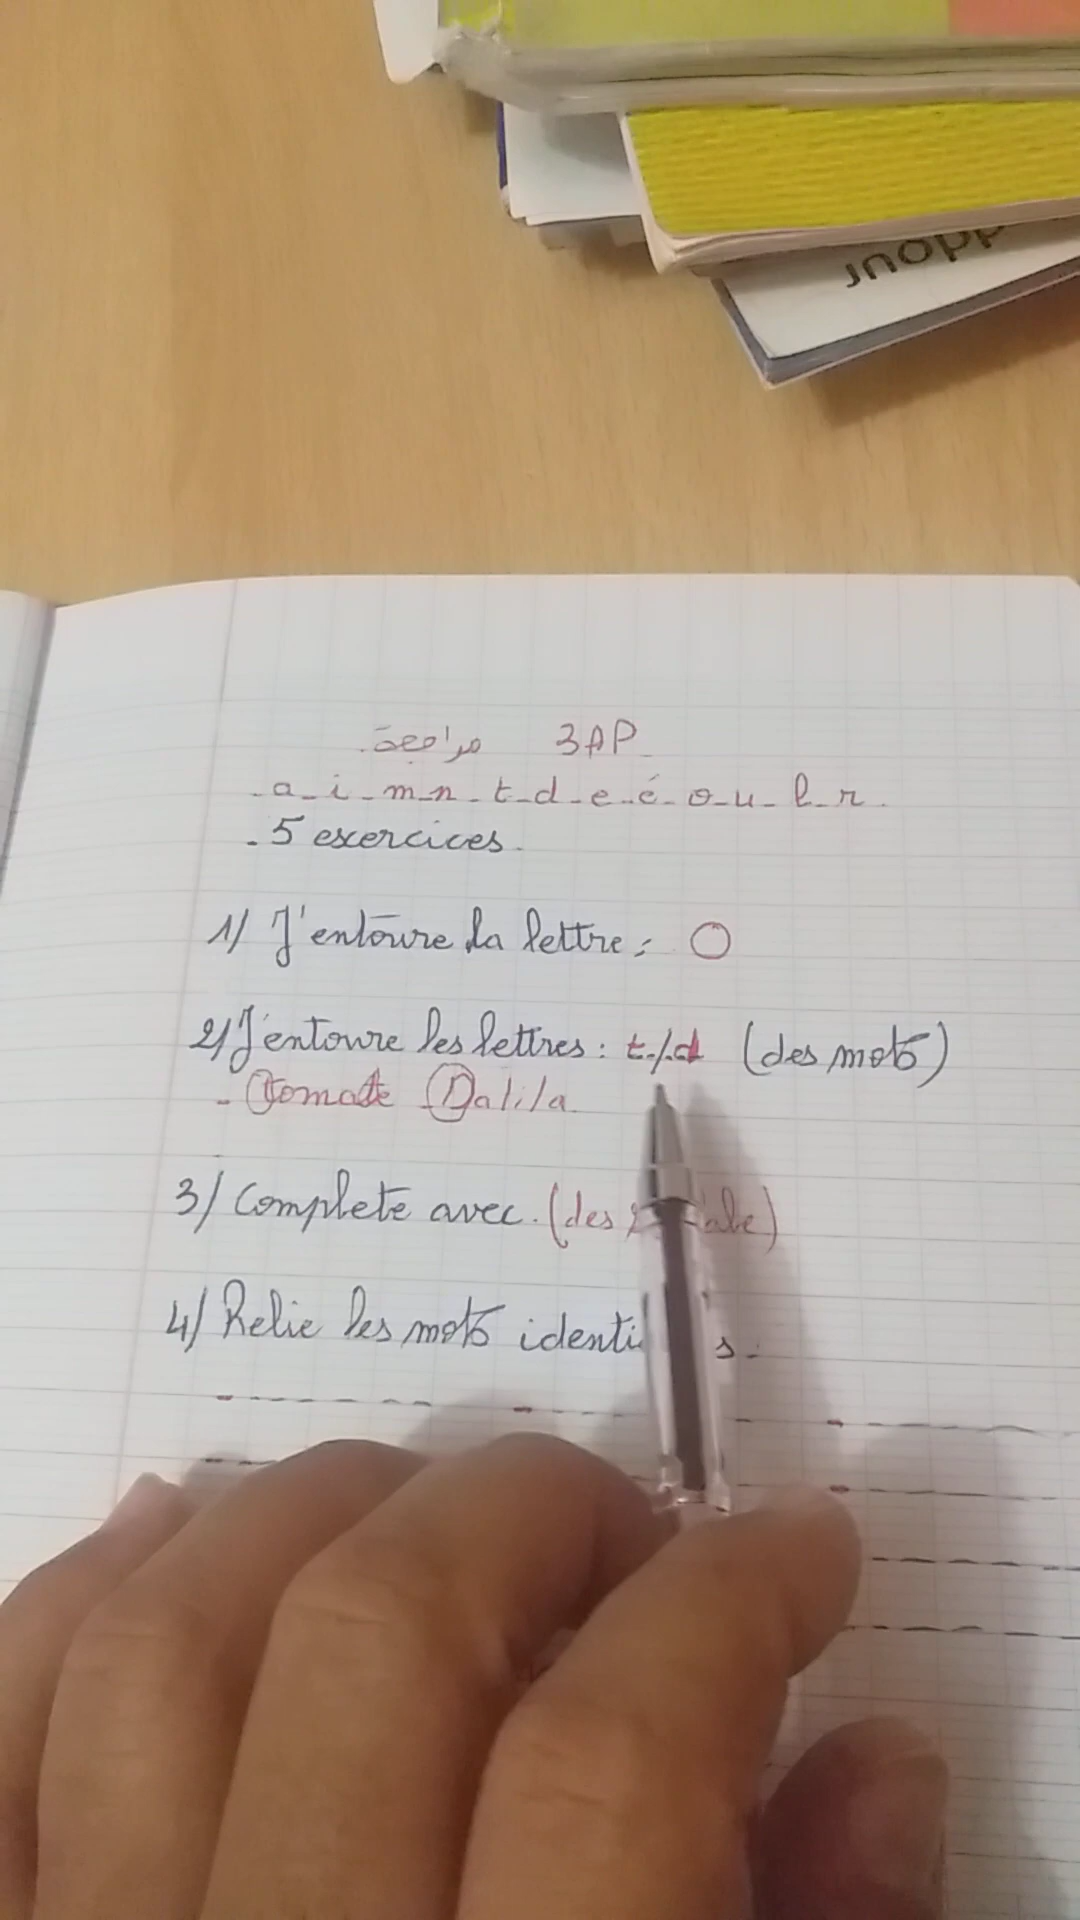 مراجعة 3AP
- a - i - m - n - t - d - e - é - o - u - l - r.
. 5 exercices.
1/ J'entoure la lettre : O
2/ J'entoure les lettres : t./.d (des mots)
- Tomate - Dalila
3/ Complete avec. (des
4/ Relie les mots